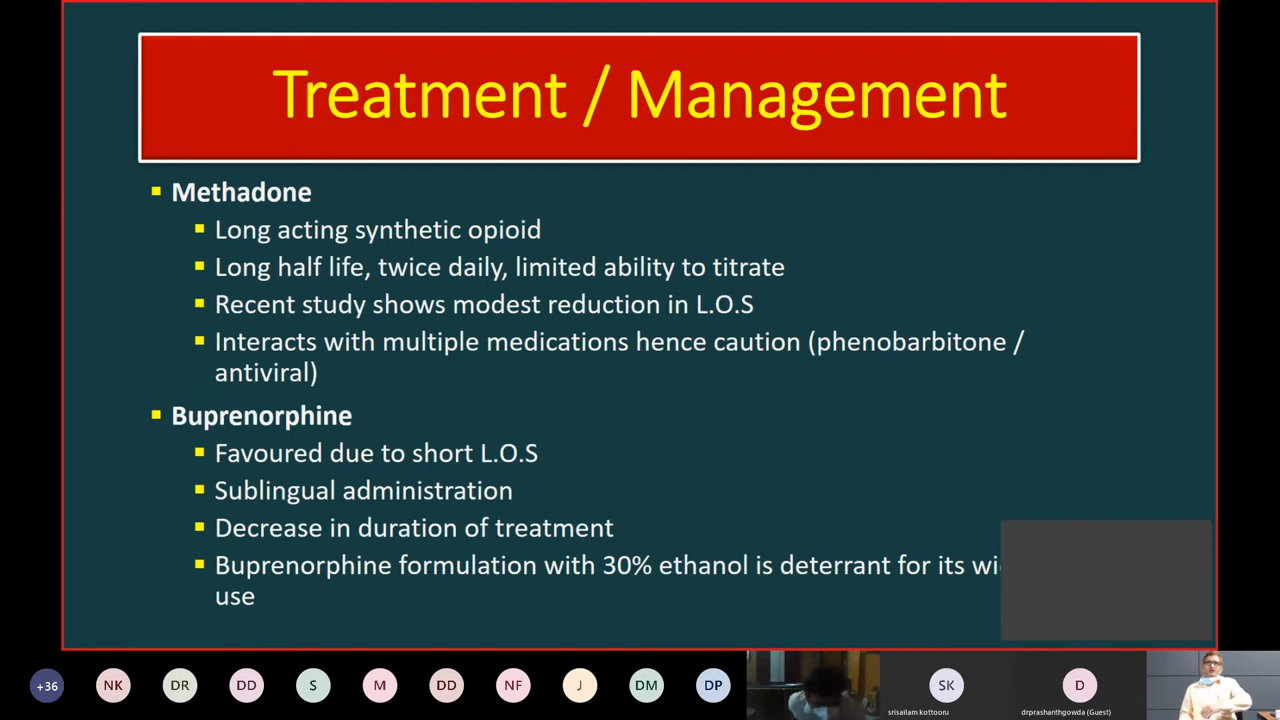 Treatment / Management
Methadone
Long acting synthetic opioid
Long half life, twice daily, limited ability to titrate
Recent study shows modest reduction in L.O.S
Interacts with multiple medications hence caution (phenobarbitone /
antiviral)
Buprenorphine
Favoured due to short L.O.S
Sublingual administration
Decrease in duration of treatment
Buprenorphine formulation with 30% ethanol is deterrant for its
use
+36 NK DR DD S M DD NF J DM DP SK D
srisailam kottooru drprashanthgowda (Guest)